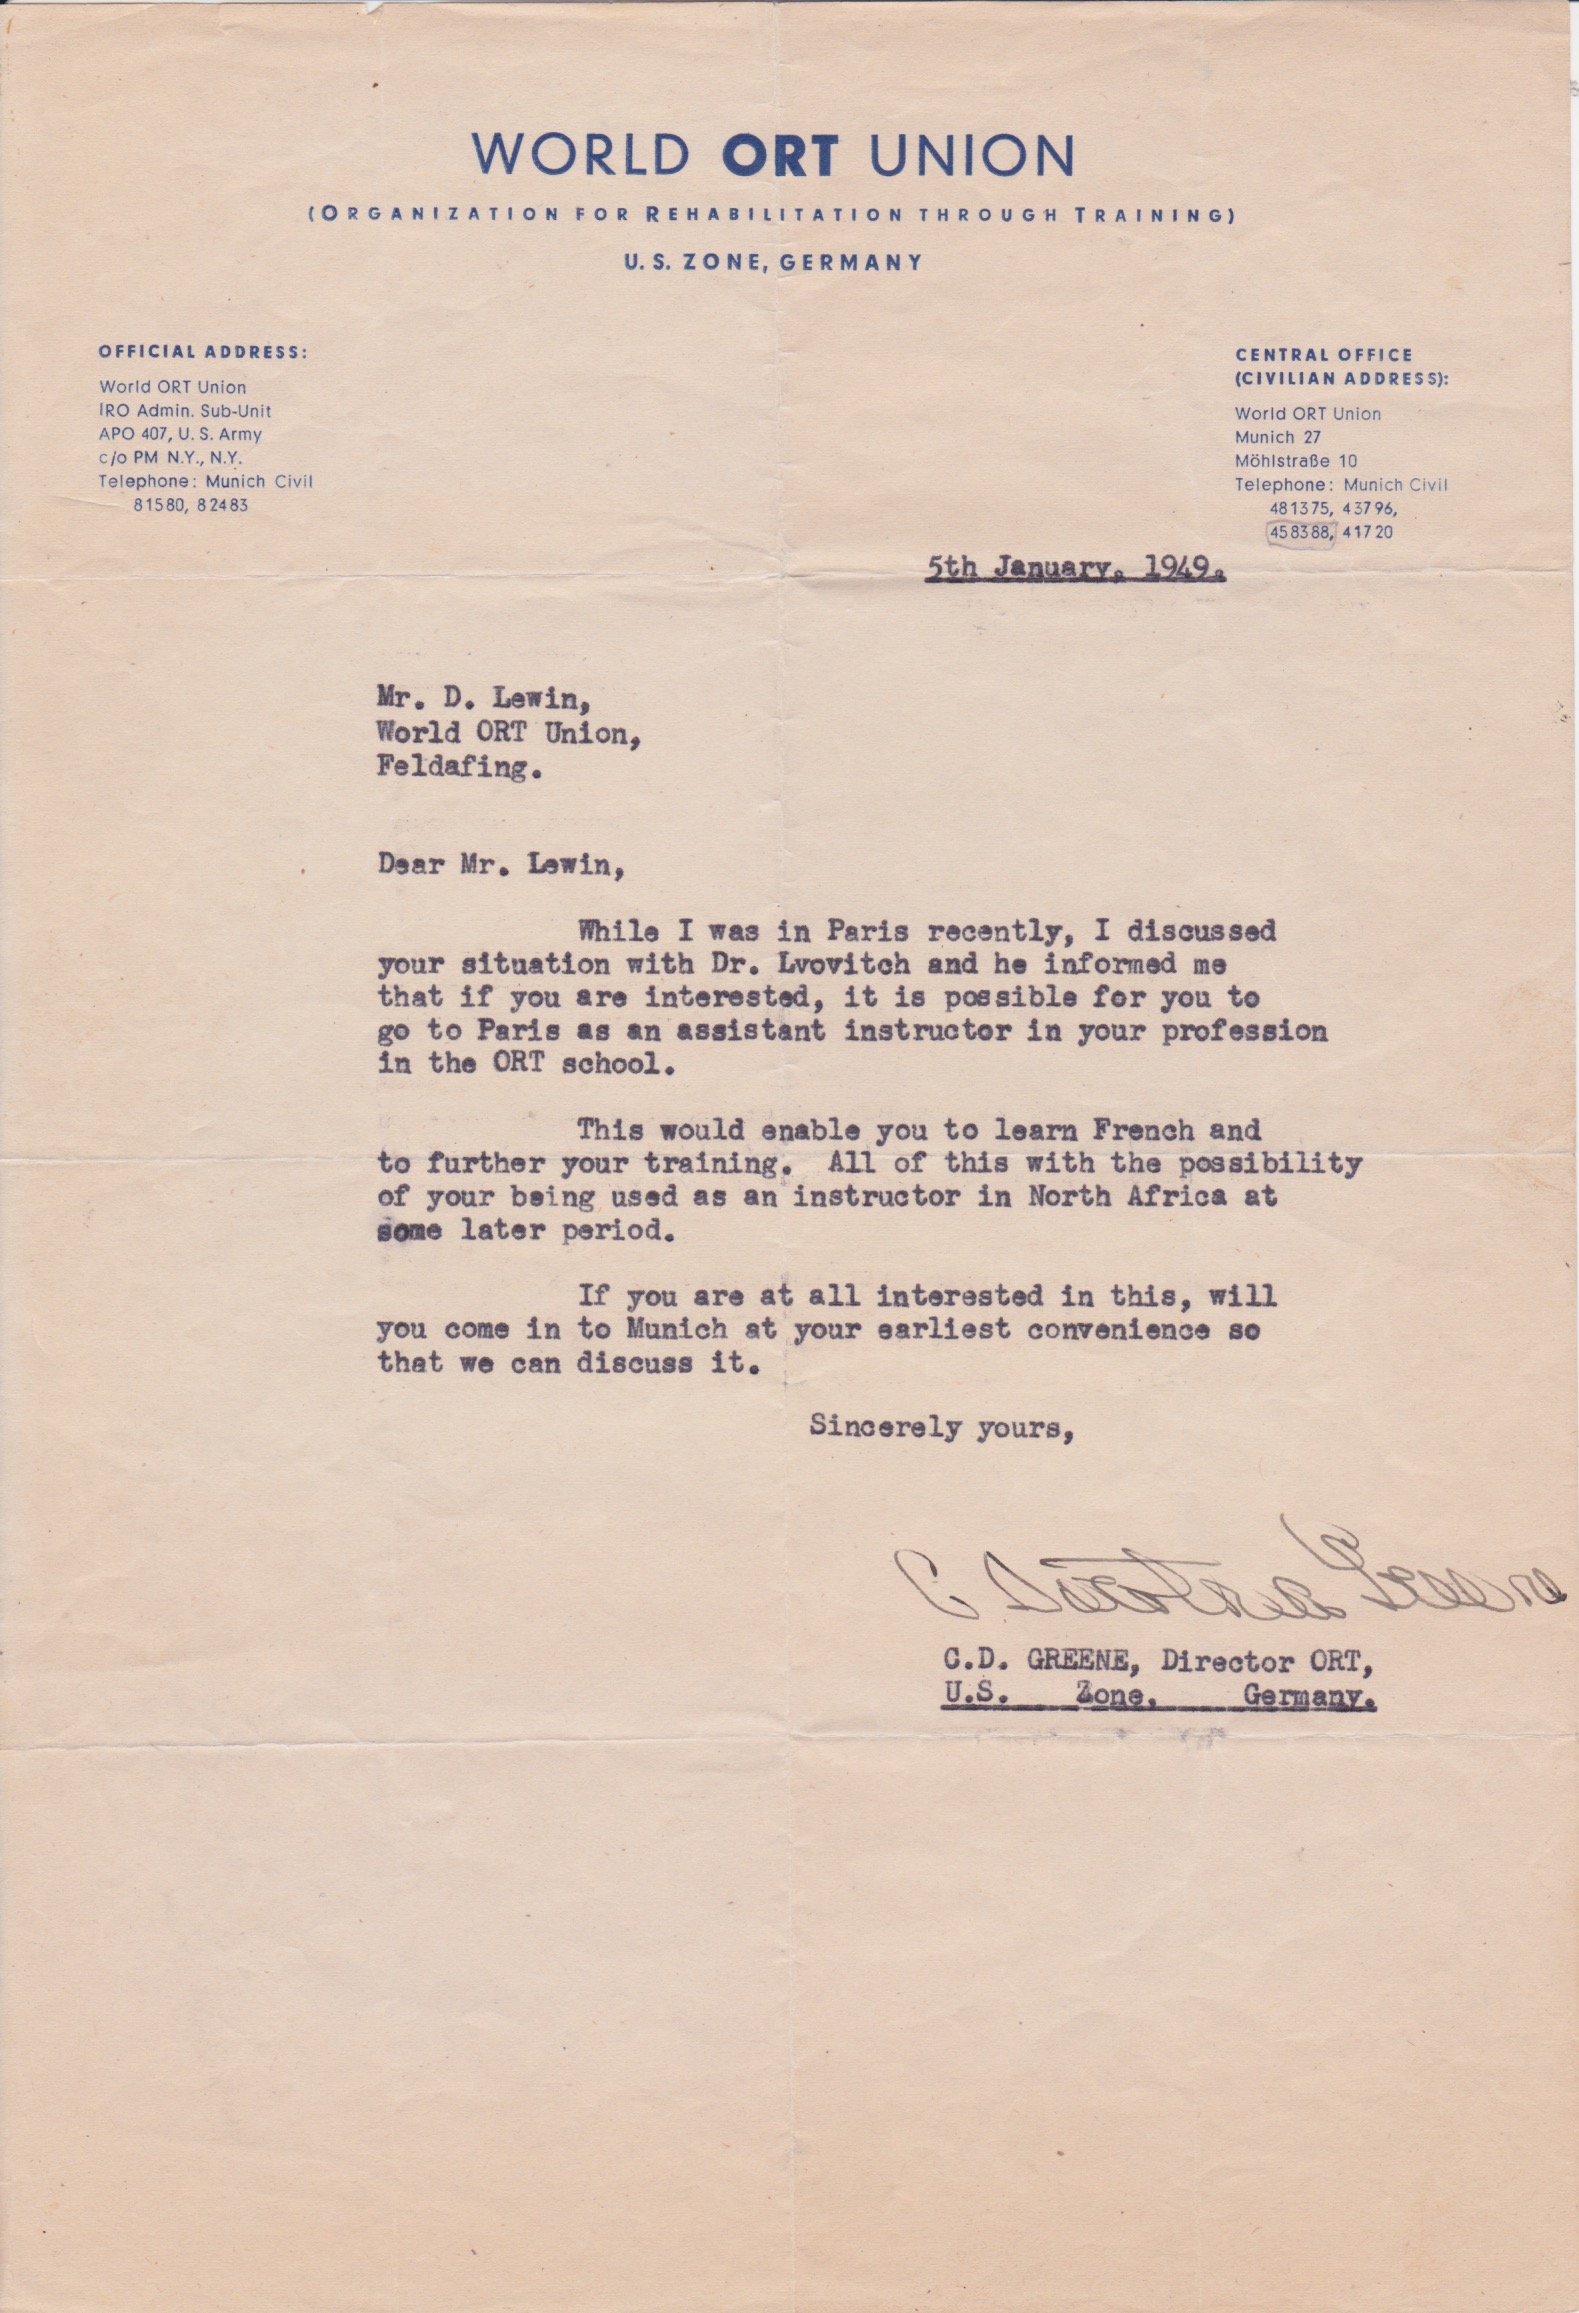 WORLD ORT UNION
(ORGANIZATION FOR REHABILITATION THROUGH TRAINING)
U. S. ZONE, GERMANY
OFFICIAL ADDRESS:
World ORT Union
IRO Admin. Sub-Unit
APO 407, U. S. Army
c/o PM N.Y., N.Y.
Telephone: Munich Civil
81580, 82483
CENTRAL OFFICE
(CIVILIAN ADDRESS):
World ORT Union
Munich 27
Möhlstraße 10
Telephone: Munich Civil
481375, 43796,
458388, 41720
5th January, 1949.
Mr. D. Lewin,
World ORT Union,
Feldafing.
Dear Mr. Lewin,
While I was in Paris recently, I discussed
your situation with Dr. Lvovitch and he informed me
that if you are interested, it is possible for you to
go to Paris as an assistant instructor in your profession
in the ORT school.
This would enable you to learn French and
to further your training. All of this with the possibility
of your being used as an instructor in North Africa at
some later period.
If you are at all interested in this, will
you come in to Munich at your earliest convenience so
that we can discuss it.
Sincerely yours,
C.D. GREENE, Director ORT,
U.S. Zone, Germany.